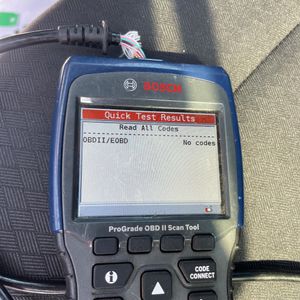 BOSCH
Quick Test Results
Read All Codes
OBDII/EOBD No codes
ProGrade OBD II Scan Tool
i
CODE
CONNECT